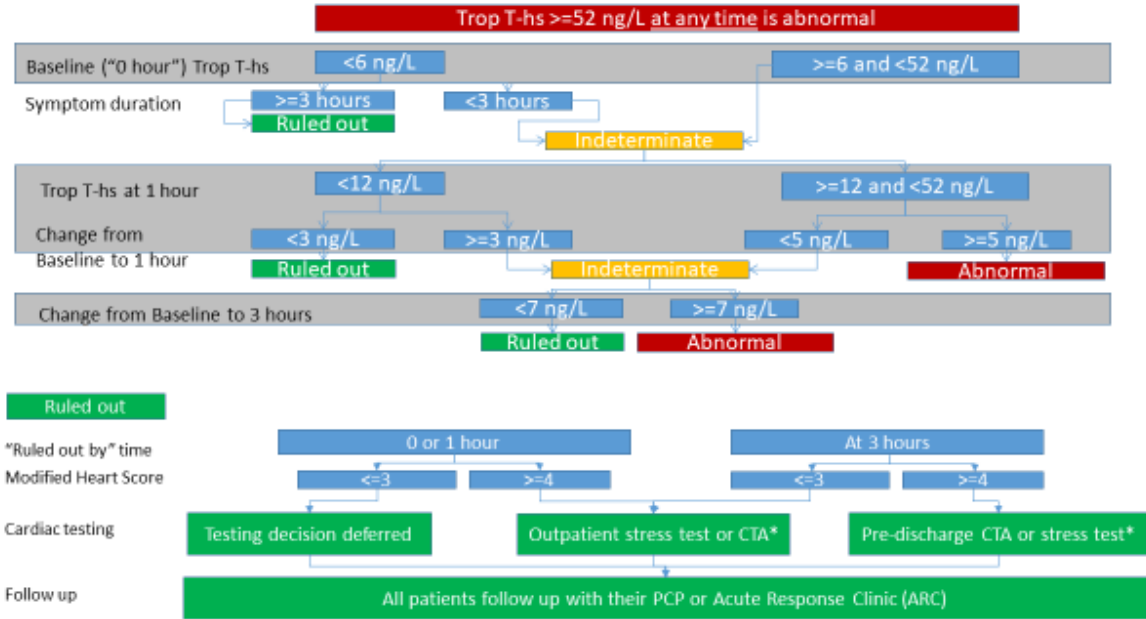 Trop T-hs >=52 ng/L at any time is abnormal
Baseline ("0 hour") Trop T-hs
<6 ng/L
>=6 and <52 ng/L
Symptom duration
>=3 hours
<3 hours
Ruled out
Indeterminate
Trop T-hs at 1 hour
<12 ng/L
>=12 and <52 ng/L
Change from
Baseline to 1 hour
<3 ng/L
>=3 ng/L
<5 ng/L
>=5 ng/L
Ruled out
Indeterminate
Abnormal
Change from Baseline to 3 hours
<7 ng/L
>=7 ng/L
Ruled out
Abnormal
Ruled out
"Ruled out by" time
0 or 1 hour
At 3 hours
Modified Heart Score
<=3
>=4
<=3
>=4
Cardiac testing
Testing decision deferred
Outpatient stress test or CTA*
Pre-discharge CTA or stress test*
Follow up
All patients follow up with their PCP or Acute Response Clinic (ARC)